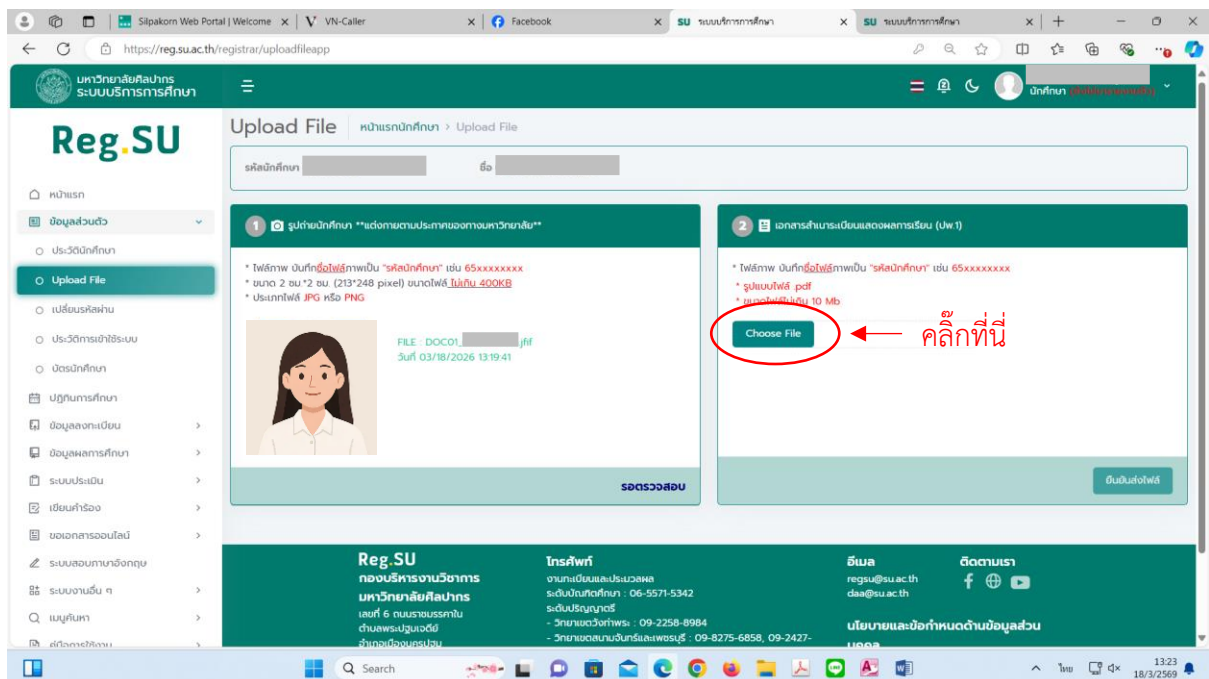 Silpakorn Web Portal | Welcome
VN-Caller
Facebook
SU ระบบบริการการศึกษา
SU ระบบบริการการศึกษา
https://reg.su.ac.th/registrar/uploadfileapp
มหาวิทยาลัยศิลปากร
ระบบบริการการศึกษา
นักศึกษา
Reg.SU
Upload File
หน้าแรกนักศึกษา > Upload File
รหัสนักศึกษา
ชื่อ
หน้าแรก
ข้อมูลส่วนตัว
ประวัตินักศึกษา
Upload File
เปลี่ยนรหัสผ่าน
ประวัติการเข้าใช้ระบบ
บัตรนักศึกษา
ปฏิทินการศึกษา
ข้อมูลลงทะเบียน
ข้อมูลผลการศึกษา
ระบบประเมิน
เขียนคำร้อง
ขอเอกสารออนไลน์
ระบบสอบภาษาอังกฤษ
ระบบงานอื่น ๆ
เมนูค้นหา
คู่มือการใช้งาน
1 รูปถ่ายนักศึกษา **แต่งกายตามประกาศของทางมหาวิทยาลัย**
* ไฟล์ภาพ บันทึกชื่อไฟล์ภาพเป็น "รหัสนักศึกษา" เช่น 65xxxxxxxx
* ขนาด 2 ซม.*2 ซม. (213*248 pixel) ขนาดไฟล์ ไม่เกิน 400KB
* ประเภทไฟล์ JPG หรือ PNG
FILE : DOC01_ .jfif
วันที่ 03/18/2026 13:19:41
รอตรวจสอบ
2 เอกสารสำเนาระเบียนแสดงผลการเรียน (ปพ.1)
* ไฟล์ภาพ บันทึกชื่อไฟล์ภาพเป็น "รหัสนักศึกษา" เช่น 65xxxxxxxx
* รูปแบบไฟล์ .pdf
* ขนาดไฟล์ไม่เกิน 10 Mb
Choose File
คลิ๊กที่นี่
ยืนยันส่งไฟล์
Reg.SU
กองบริหารงานวิชาการ
มหาวิทยาลัยศิลปากร
เลขที่ 6 ถนนราชมรรคาใน
ตำบลพระปฐมเจดีย์
อำเภอเมืองนครปฐม
โทรศัพท์
งานทะเบียนและประมวลผล
ระดับบัณฑิตศึกษา : 06-5571-5342
ระดับปริญญาตรี
- วิทยาเขตวังท่าพระ : 09-2258-8984
- วิทยาเขตสนามจันทร์และเพชรบุรี : 09-8275-6858, 09-2427-
อีเมล
regsu@su.ac.th
daa@su.ac.th
ติดตามเรา
นโยบายและข้อกำหนดด้านข้อมูลส่วน
บุคคล
Search
ไทย
13:23
18/3/2569